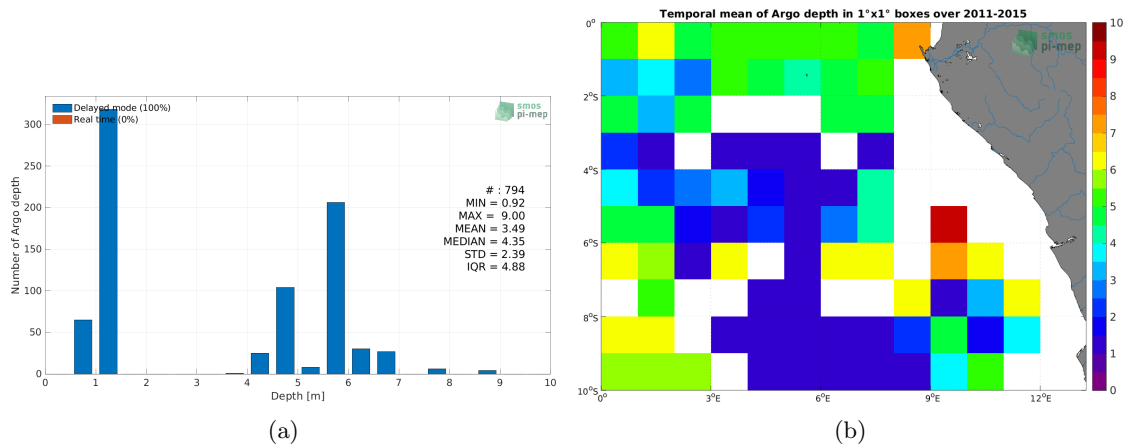 Delayed mode (100%)
Real time (0%)
smos
pi-mep
Number of Argo depth
300
250
200
150
100
50
0
# : 794
MIN = 0.92
MAX = 9.00
MEAN = 3.49
MEDIAN = 4.35
STD = 2.39
IQR = 4.88
0 1 2 3 4 5 6 7 8 9 10
Depth [m]
(a)
Temporal mean of Argo depth in 1°x1° boxes over 2011-2015
smos
pi-mep
0°
2°S
4°S
6°S
8°S
10°S
0° 3°E 6°E 9°E 12°E
10
9
8
7
6
5
4
3
2
1
0
(b)